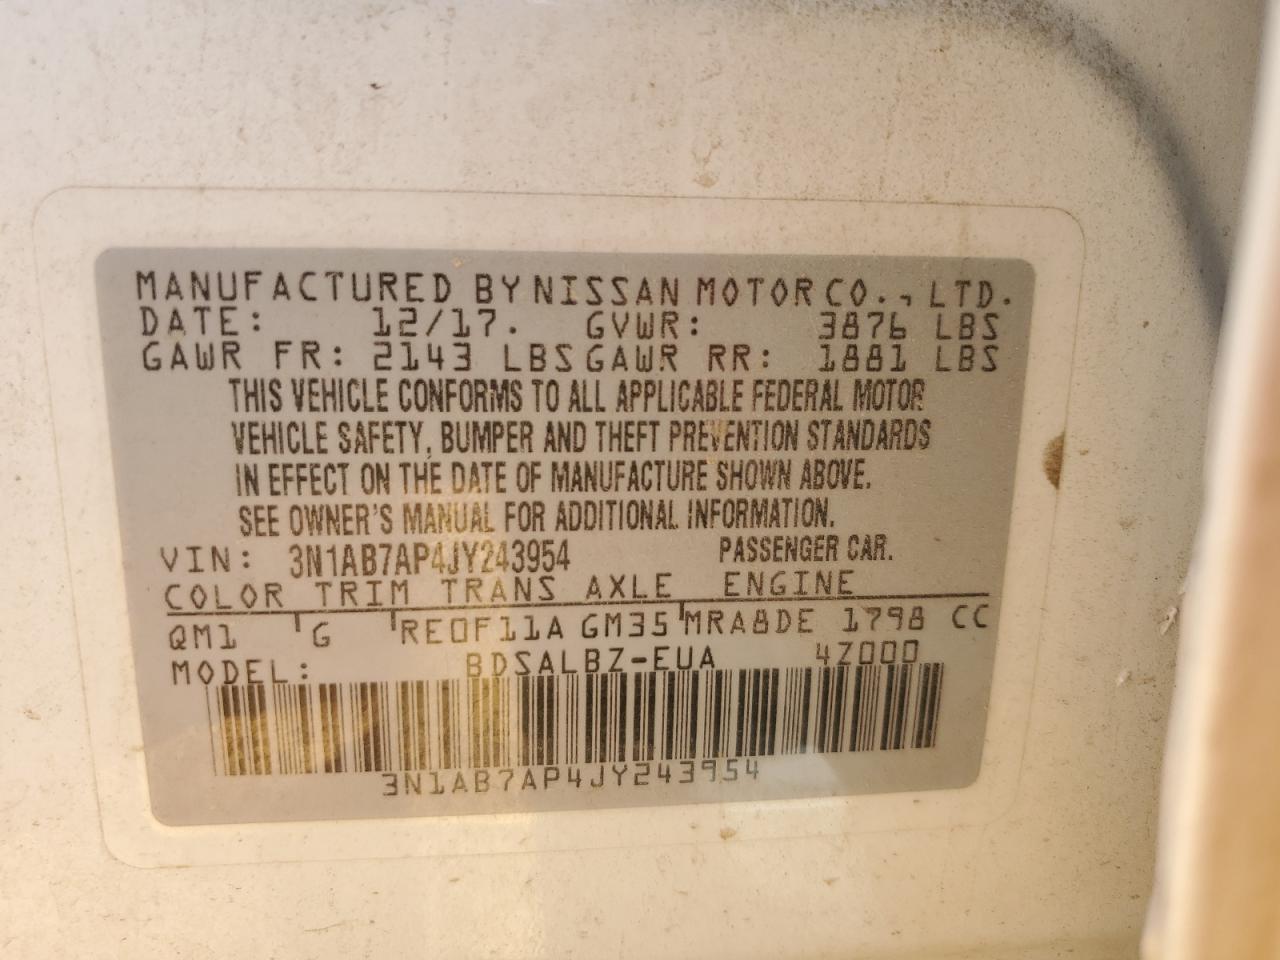 MANUFACTURED BY NISSAN MOTOR CO., LTD.
DATE: 12/17. GVWR: 3876 LBS
GAWR FR: 2143 LBS GAWR RR: 1881 LBS
THIS VEHICLE CONFORMS TO ALL APPLICABLE FEDERAL MOTOR
VEHICLE SAFETY, BUMPER AND THEFT PREVENTION STANDARDS
IN EFFECT ON THE DATE OF MANUFACTURE SHOWN ABOVE.
SEE OWNER'S MANUAL FOR ADDITIONAL INFORMATION.
VIN: 3N1AB7AP4JY243954 PASSENGER CAR.
COLOR TRIM TRANS AXLE ENGINE
QM1 G RE0F11A GM35 MRA8DE 1798 CC
MODEL: BDSALBZ-EUA 4Z000
3N1AB7AP4JY243954